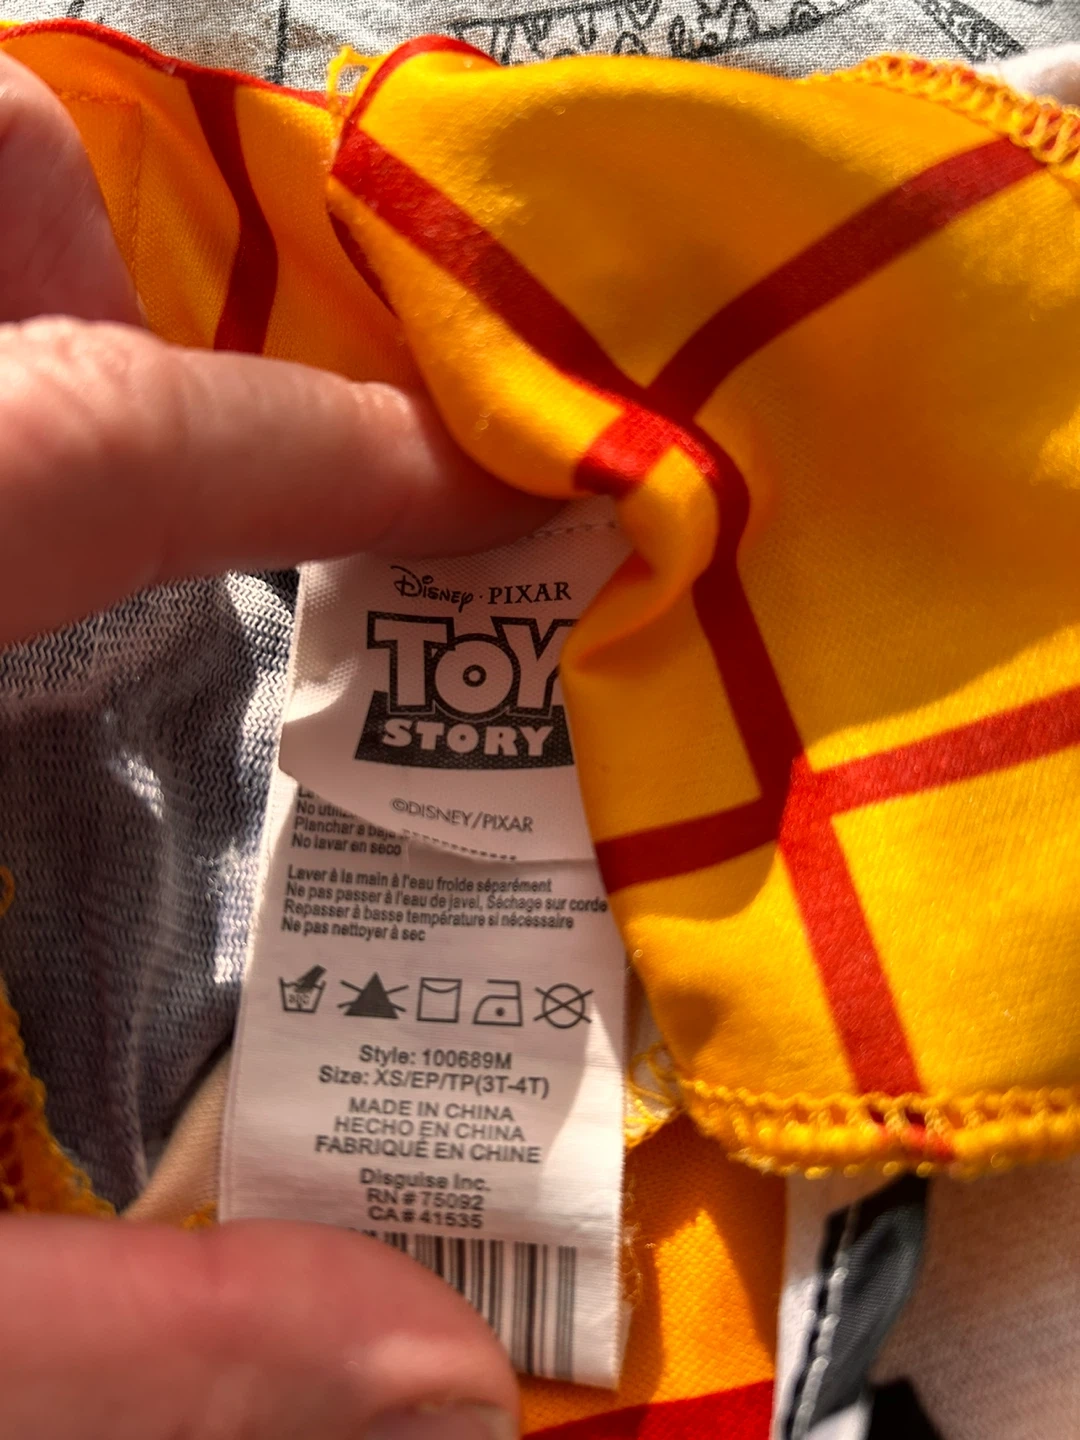 Disney · PIXAR
TOY
STORY
©DISNEY/PIXAR
No
Planchar a baja
No lavar en seco
Laver à la main à l'eau froide séparément
Ne pas passer à l'eau de javel, Séchage sur corde
Repasser à basse température si nécessaire
Ne pas nettoyer à sec
Style: 100689M
Size: XS/EP/TP(3T-4T)
MADE IN CHINA
HECHO EN CHINA
FABRIQUÉ EN CHINE
Disguise Inc.
RN # 75092
CA# 41535